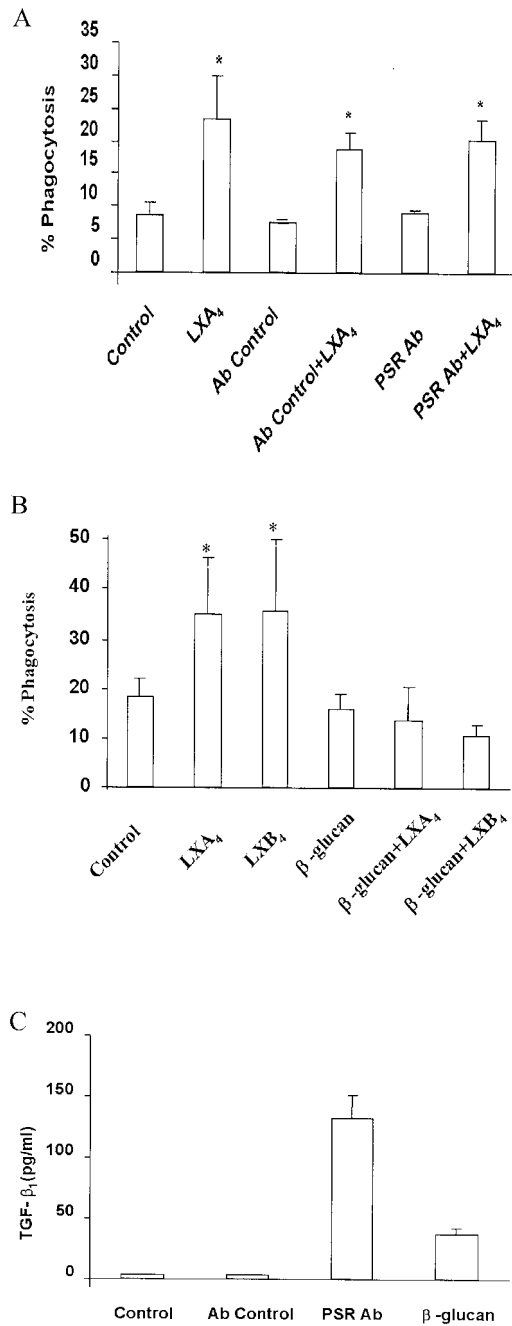 A
35
30
25
20
15
10
5
0
% Phagocytosis
*
*
*
Control
LXA₄
Ab Control
Ab Control+LXA₄
PSR Ab
PSR Ab+LXA₄
B
50
40
30
20
10
0
% Phagocytosis
*
*
Control
LXA₄
LXB₄
β -glucan
β -glucan+LXA₄
β -glucan+LXB₄
C
200
150
100
50
0
TGF- β₁(pg/ml)
Control
Ab Control
PSR Ab
β -glucan